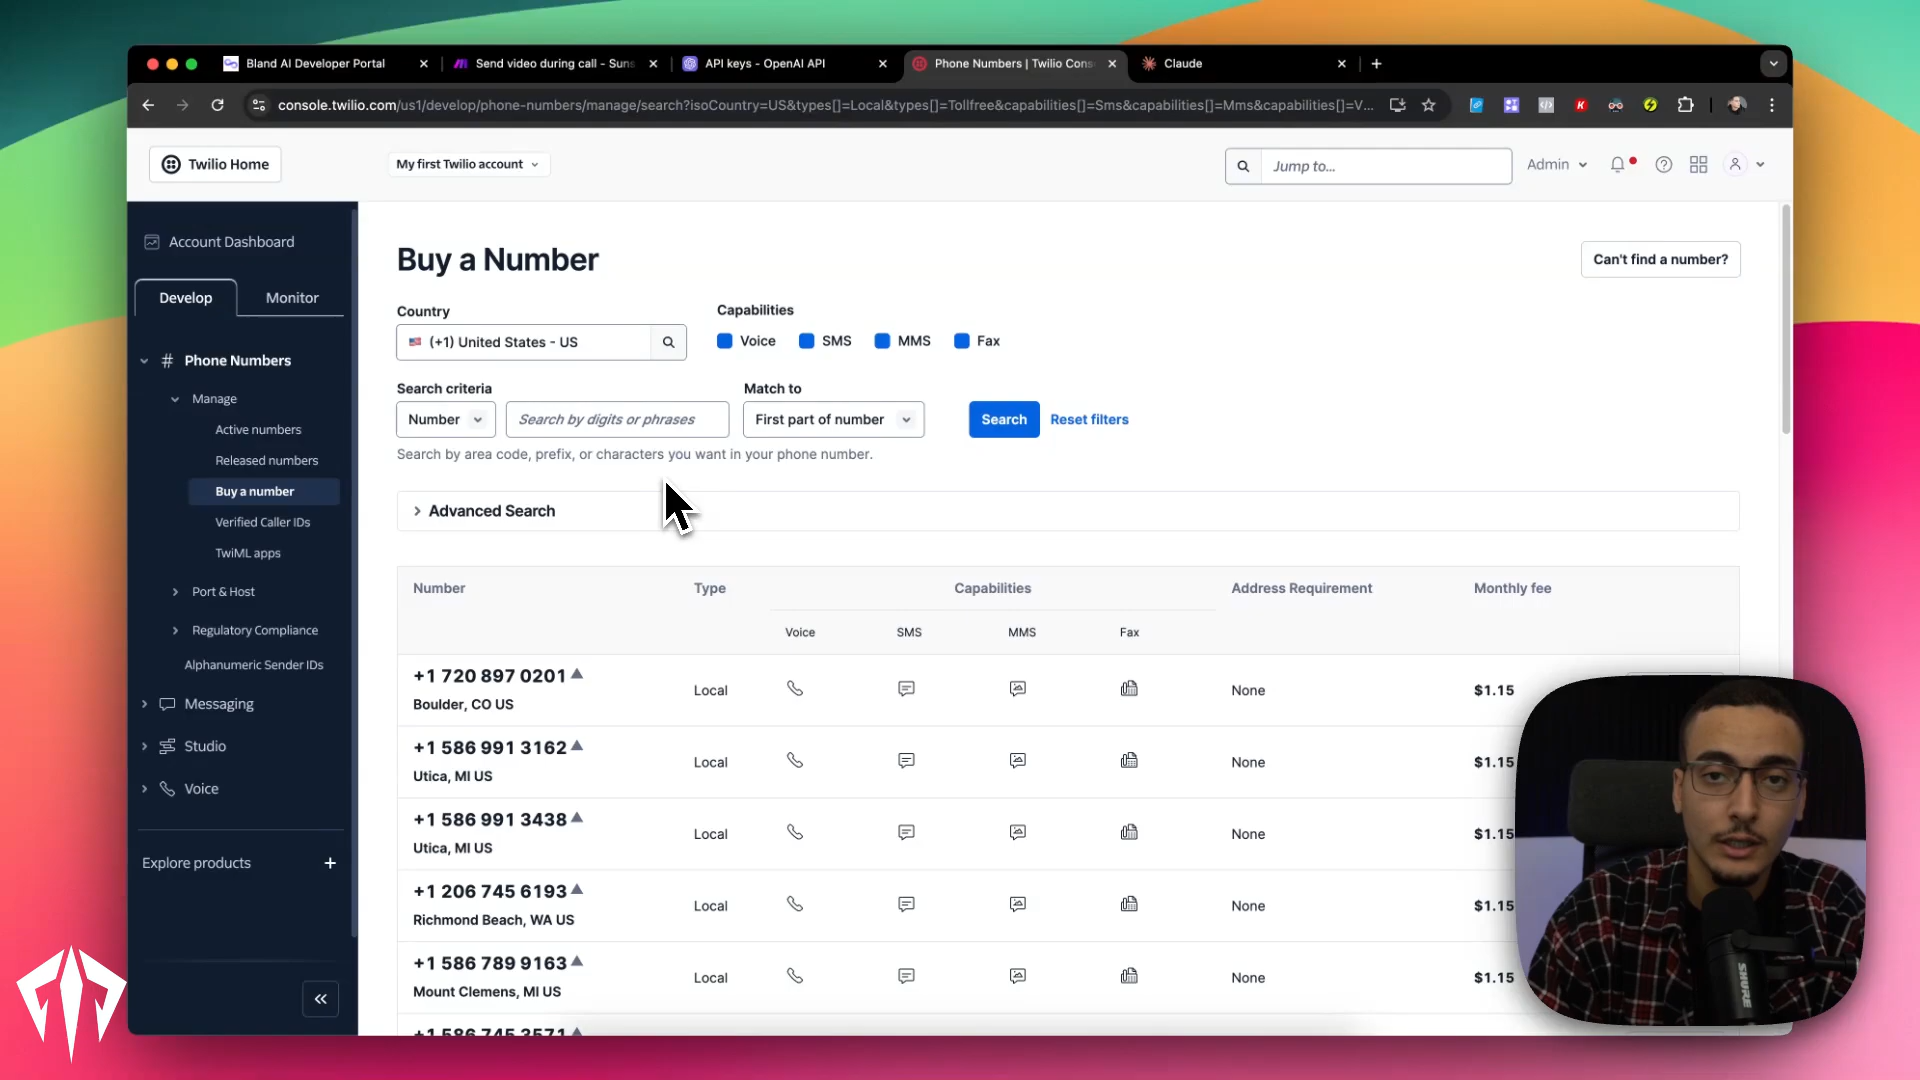 Bland AI Developer Portal
Send video during call - Suns
API keys - OpenAI API
Phone Numbers | Twilio Cons
Claude
console.twilio.com/us1/develop/phone-numbers/manage/search?isoCountry=US&types[]=Local&types[]=Tollfree&capabilities[]=Sms&capabilities[]=Mms&capabilities[]=V...
Twilio Home
My first Twilio account
Jump to...
Admin
Account Dashboard
Develop
Monitor
Phone Numbers
Manage
Active numbers
Released numbers
Buy a number
Verified Caller IDs
TwiML apps
Port & Host
Regulatory Compliance
Alphanumeric Sender IDs
Messaging
Studio
Voice
Explore products
Buy a Number
Can't find a number?
Country
(+1) United States - US
Capabilities
Voice
SMS
MMS
Fax
Search criteria
Number
Search by digits or phrases
Match to
First part of number
Search
Reset filters
Search by area code, prefix, or characters you want in your phone number.
Advanced Search
Number
Type
Capabilities
Address Requirement
Monthly fee
Voice
SMS
MMS
Fax
+1 720 897 0201
Boulder, CO US
Local
None
$1.15
+1 586 991 3162
Utica, MI US
Local
None
$1.15
+1 586 991 3438
Utica, MI US
Local
None
$1.15
+1 206 745 6193
Richmond Beach, WA US
Local
None
$1.15
+1 586 789 9163
Mount Clemens, MI US
Local
None
$1.15
+1 586 745 3571
SHURE